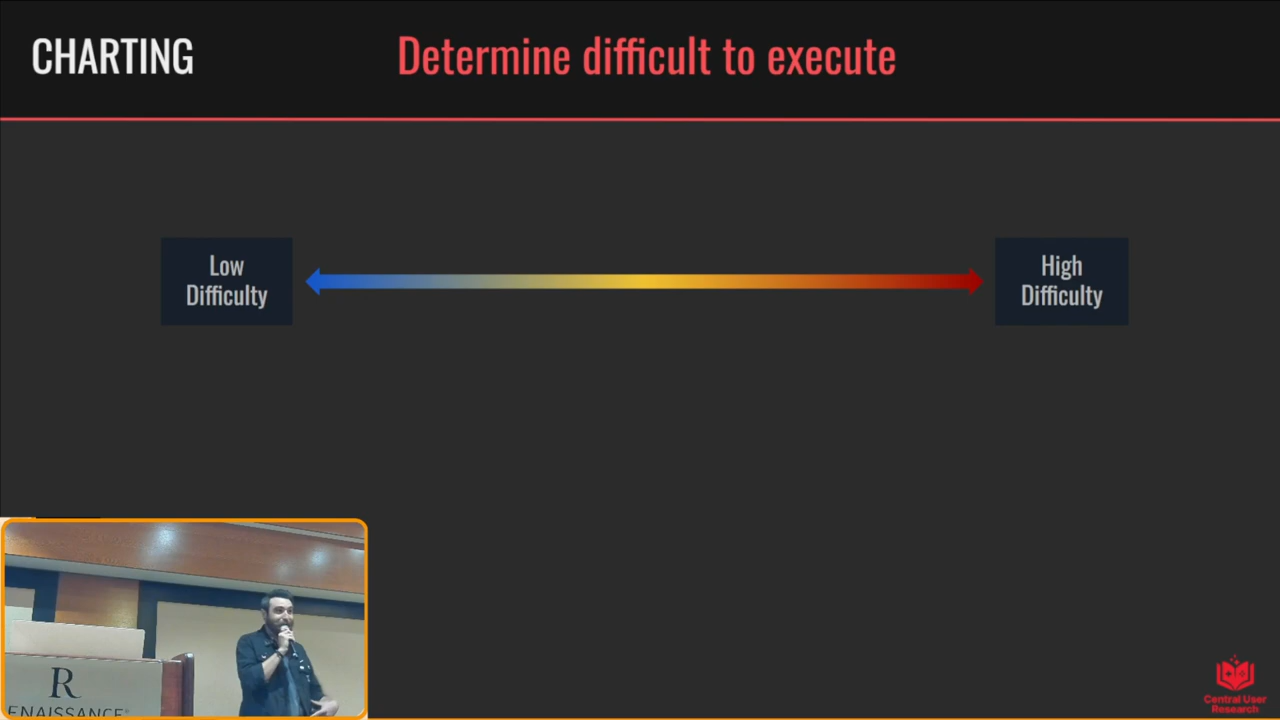 CHARTING
Determine difficult to execute
Low
Difficulty
High
Difficulty
R
ENAISSANCE
Central User
Research